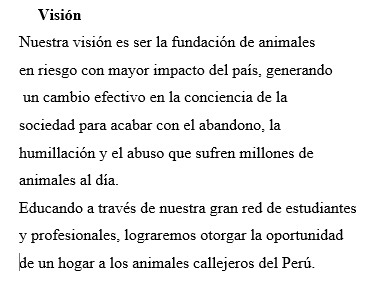 Visión
Nuestra visión es ser la fundación de animales
en riesgo con mayor impacto del país, generando
un cambio efectivo en la conciencia de la
sociedad para acabar con el abandono, la
humillación y el abuso que sufren millones de
animales al día.
Educando a través de nuestra gran red de estudiantes
y profesionales, lograremos otorgar la oportunidad
de un hogar a los animales callejeros del Perú.